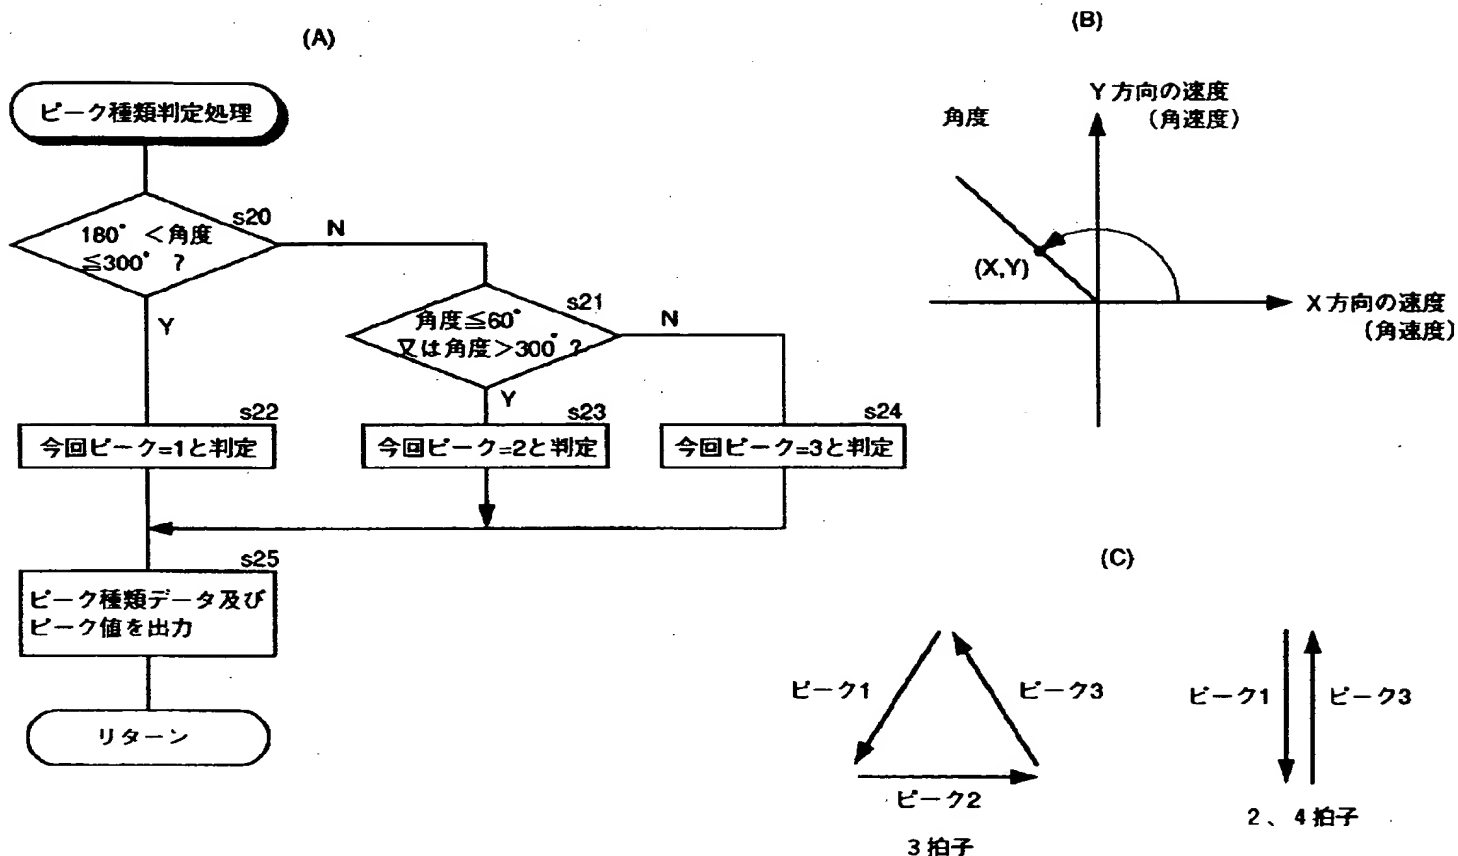 (A)
ピーク種類判定処理
s20
180°<角度
≦300° ?
N
Y
s21
角度≦60°
又は角度>300°?
N
Y
s22
今回ピーク=1と判定
s23
今回ピーク=2と判定
s24
今回ピーク=3と判定
s25
ピーク種類データ及び
ピーク値を出力
リターン
(B)
角度
Y方向の速度
(角速度)
(X,Y)
X方向の速度
(角速度)
(C)
ピーク1
ピーク3
ピーク2
3拍子
ピーク1
ピーク3
2、4拍子